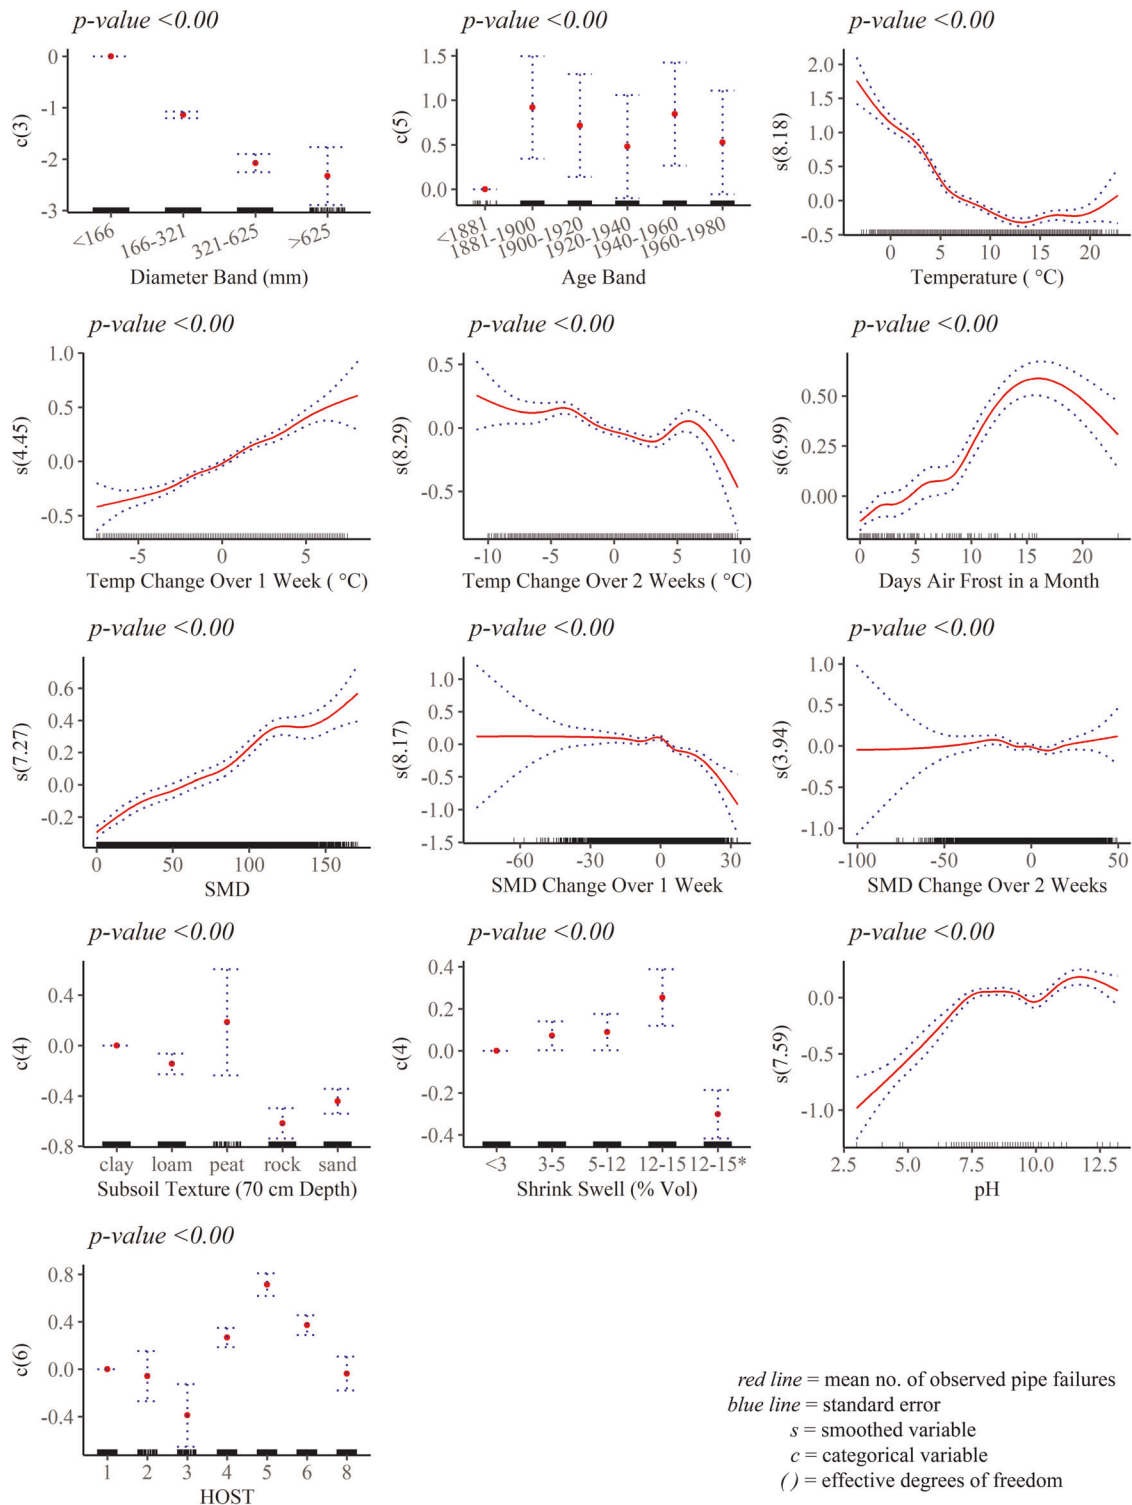 p-value <0.00
p-value <0.00
p-value <0.00
0
-1
-2
-3
c(3)
<166
166-321
321-625
>625
Diameter Band (mm)
1.5
1.0
0.5
0.0
c(5)
<1881
1881-1900
1900-1920
1920-1940
1940-1960
1960-1980
Age Band
2.0
1.5
1.0
0.5
0.0
-0.5
s(8.18)
0 5 10 15 20
Temperature ( °C)
p-value <0.00
p-value <0.00
p-value <0.00
1.0
0.5
0.0
-0.5
s(4.45)
-5 0 5
Temp Change Over 1 Week ( °C)
0.5
0.0
-0.5
s(8.29)
-10 -5 0 5 10
Temp Change Over 2 Weeks ( °C)
0.50
0.25
0.00
s(6.99)
0 5 10 15 20
Days Air Frost in a Month
p-value <0.00
p-value <0.00
p-value <0.00
0.6
0.4
0.2
0.0
-0.2
s(7.27)
0 50 100 150
SMD
1.0
0.5
0.0
-0.5
-1.0
-1.5
s(8.17)
-60 -30 0 30
SMD Change Over 1 Week
1.0
0.5
0.0
-0.5
-1.0
s(3.94)
-100 -50 0 50
SMD Change Over 2 Weeks
p-value <0.00
p-value <0.00
p-value <0.00
0.4
0.0
-0.4
-0.8
c(4)
clay loam peat rock sand
Subsoil Texture (70 cm Depth)
0.4
0.2
0.0
-0.2
-0.4
c(4)
<3 3-5 5-12 12-15 12-15*
Shrink Swell (% Vol)
0.0
-0.5
-1.0
s(7.59)
2.5 5.0 7.5 10.0 12.5
pH
p-value <0.00
0.8
0.4
0.0
-0.4
c(6)
1 2 3 4 5 6 8
HOST
red line = mean no. of observed pipe failures
blue line = standard error
s = smoothed variable
c = categorical variable
( ) = effective degrees of freedom